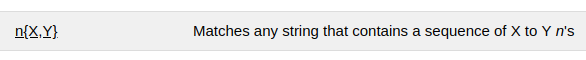 n{X,Y} Matches any string that contains a sequence of X to Y n's